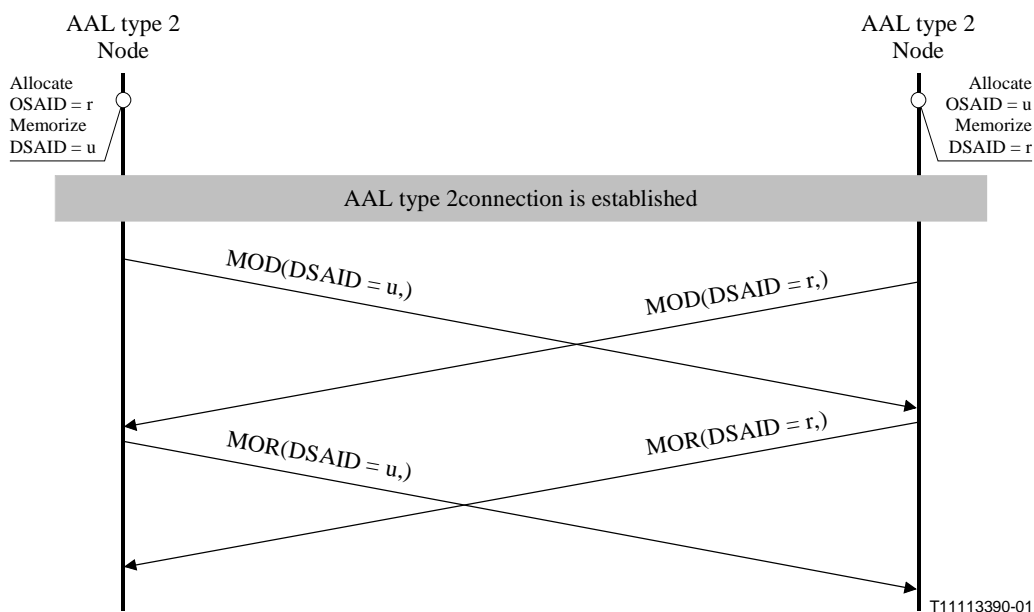 AAL type 2
Node
AAL type 2
Node
Allocate
OSAID = r
Memorize
DSAID = u
Allocate
OSAID = u
Memorize
DSAID = r
AAL type 2connection is established
MOD(DSAID = u,)
MOD(DSAID = r,)
MOR(DSAID = u,)
MOR(DSAID = r,)
T11113390-01